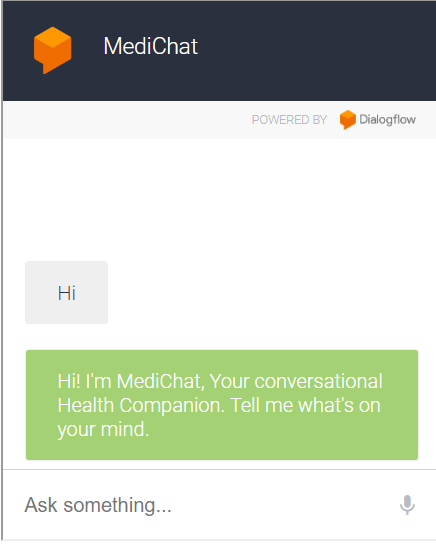 MediChat
POWERED BY Dialogflow
Hi
Hi! I'm MediChat, Your conversational
Health Companion. Tell me what's on
your mind.
Ask something...